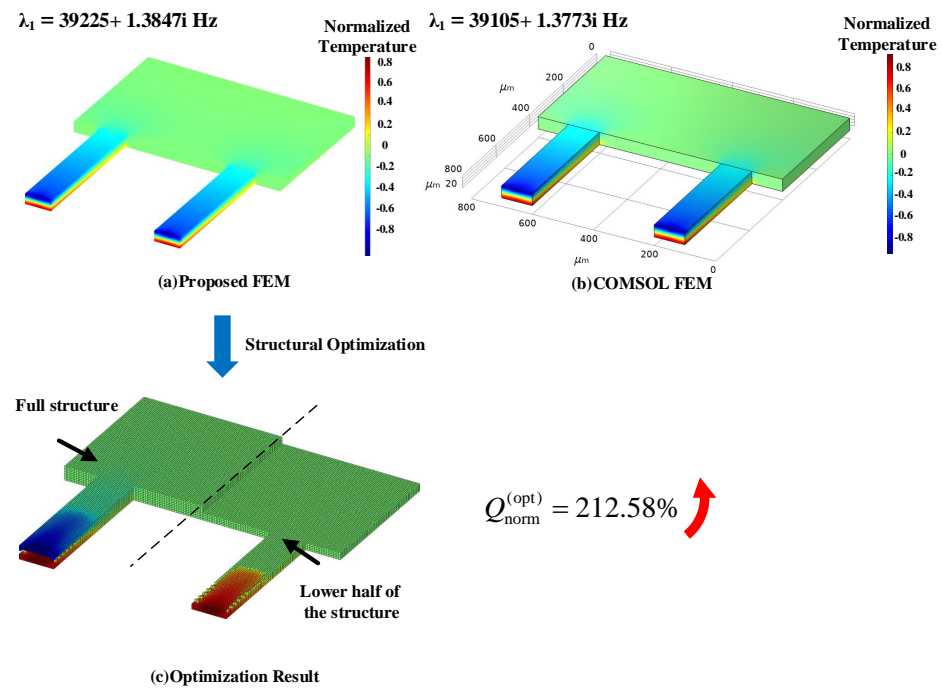 λ₁ = 39225+ 1.3847i Hz
Normalized
Temperature
0.8
0.6
0.4
0.2
0
-0.2
-0.4
-0.6
-0.8
(a)Proposed FEM
λ₁ = 39105+ 1.3773i Hz
Normalized
Temperature
0
200
μm
400
600
800
μm 20
800
600
400
μm
200
0
0.8
0.6
0.4
0.2
0
-0.2
-0.4
-0.6
-0.8
(b)COMSOL FEM
Structural Optimization
Full structure
Lower half of
the structure
(c)Optimization Result
Q_norm^(opt) = 212.58%